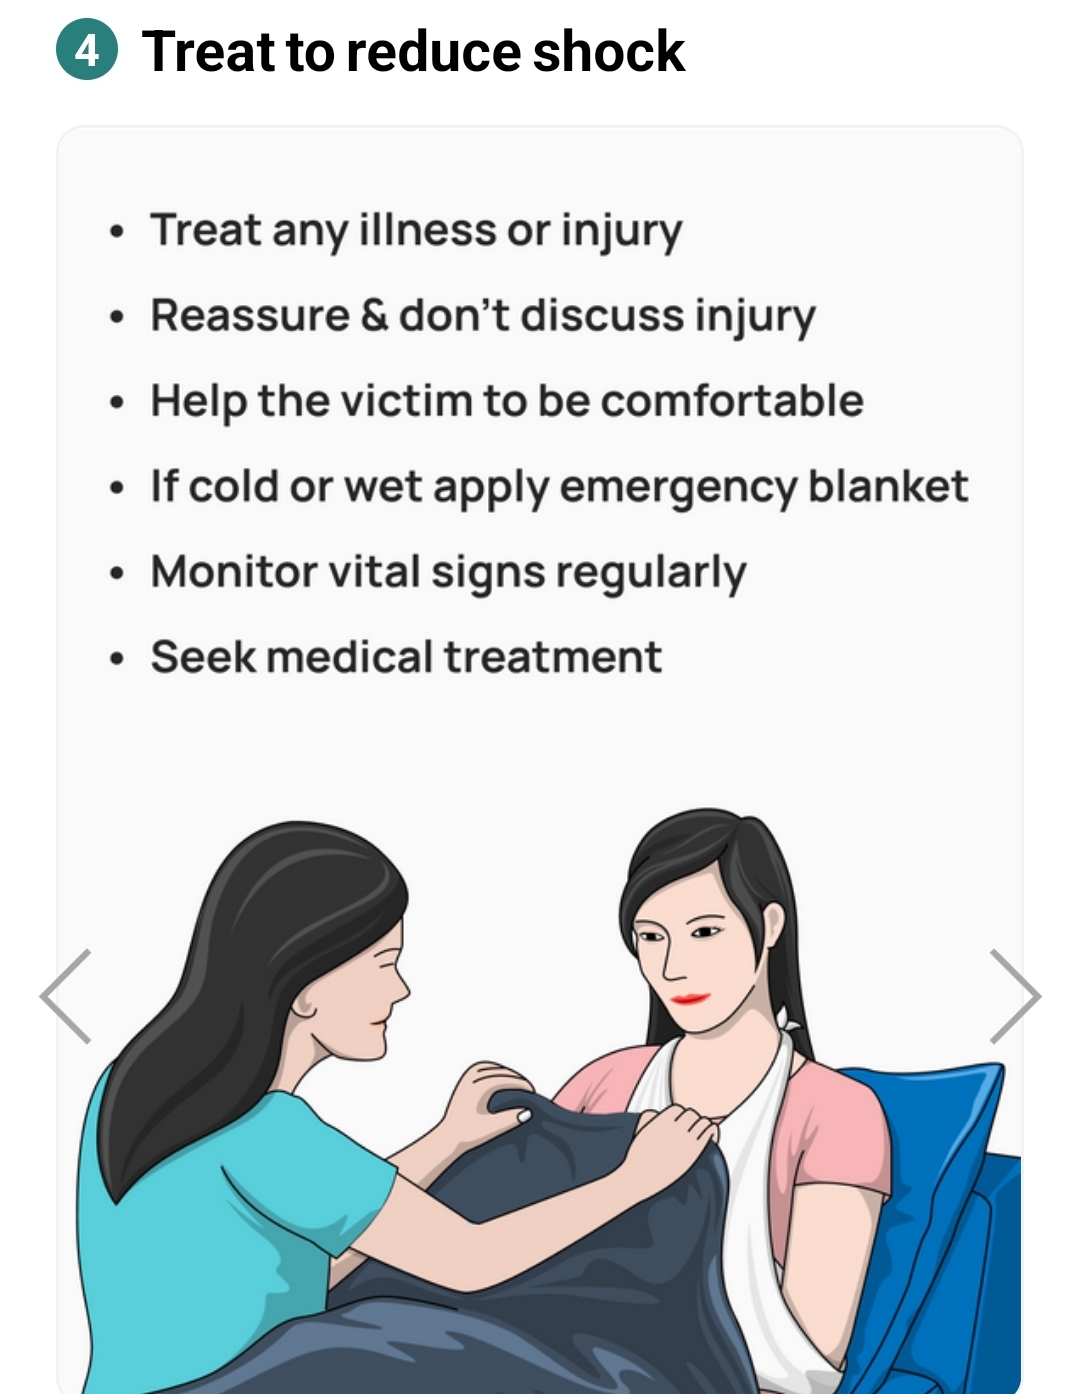 4 Treat to reduce shock
• Treat any illness or injury
• Reassure & don't discuss injury
• Help the victim to be comfortable
• If cold or wet apply emergency blanket
• Monitor vital signs regularly
• Seek medical treatment